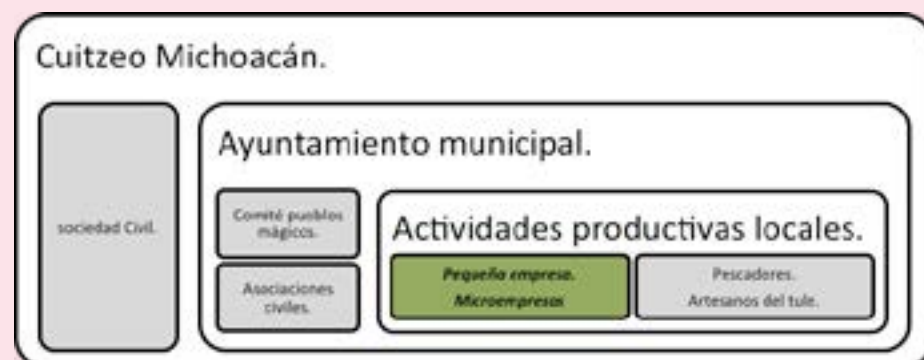 Cuitzeo Michoacán.
sociedad Civil.
Ayuntamiento municipal.
Comité pueblos
mágicos.
Asociaciones
civiles.
Actividades productivas locales.
Pequeña empresa.
Microempresas
Pescadores.
Artesanos del tule.